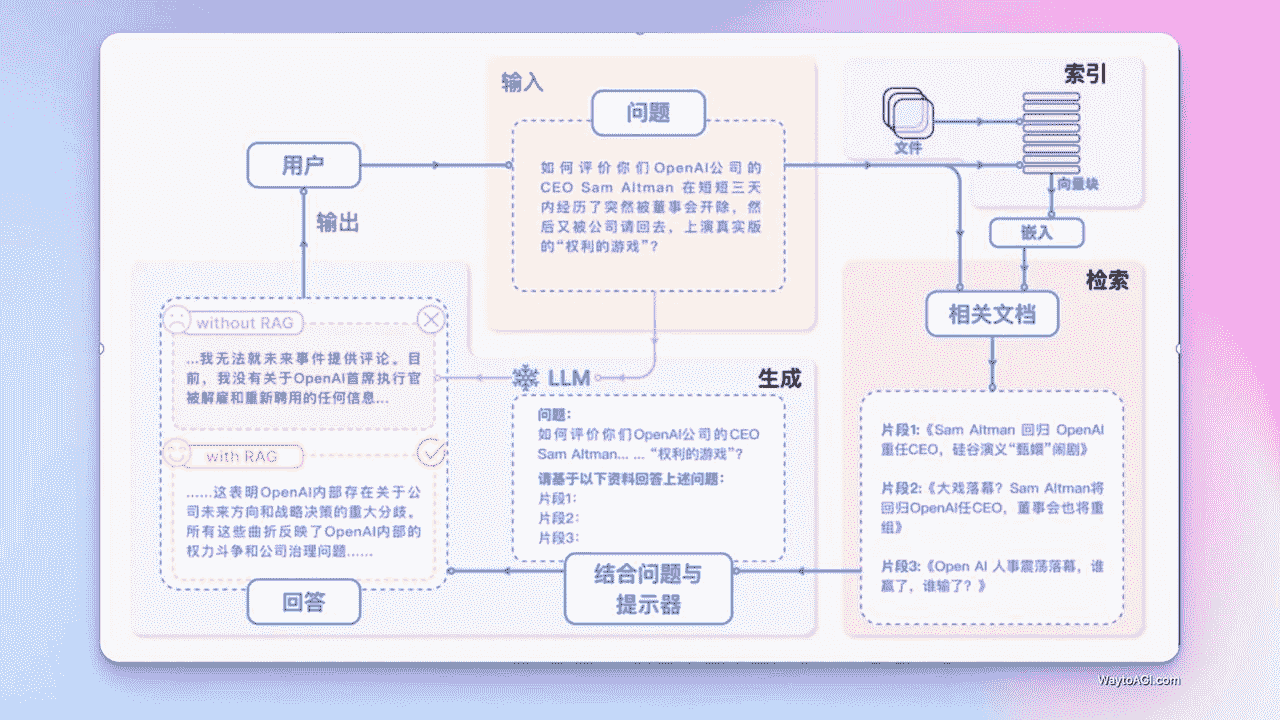 输入
问题
如何评价你们OpenAI公司的
CEO Sam Altman 在短短三天
内经历了突然被董事会开除，然
后又被公司请回去，上演真实版
的“权利的游戏”？
索引
文件
向量块
嵌入
用户
输出
检索
相关文档
片段1:《Sam Altman 回归 OpenAI
重任CEO，硅谷演义“甄嬛”闹剧》
片段2:《大戏落幕？Sam Altman将
回归OpenAI任CEO，董事会也将重
组》
片段3:《Open AI 人事震荡落幕，谁
赢了，谁输了？》
without RAG
...我无法就未来事件提供评论。目
前，我没有关于OpenAI首席执行官
被解雇和重新聘用的任何信息...
with RAG
......这表明OpenAI内部存在关于公
司未来方向和战略决策的重大分歧。
所有这些曲折反映了OpenAI内部的
权力斗争和公司治理问题......
回答
LLM
生成
问题：
如何评价你们OpenAI公司的CEO
Sam Altman... ... “权利的游戏”？
请基于以下资料回答上述问题：
片段1：
片段2：
片段3：
结合问题与
提示器
WaytoAGI.com